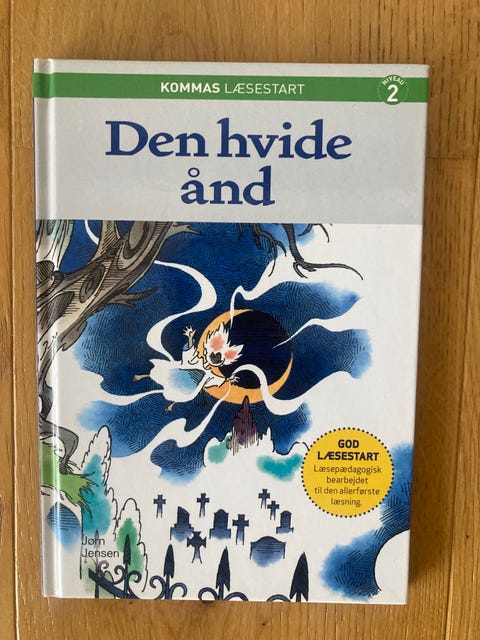 KOMMAS LÆSESTART
NIVEAU
2
Den hvide
ånd
GOD
LÆSESTART
Læsepædagogisk
bearbejdet
til den allerførste
læsning.
Jørn
Jensen